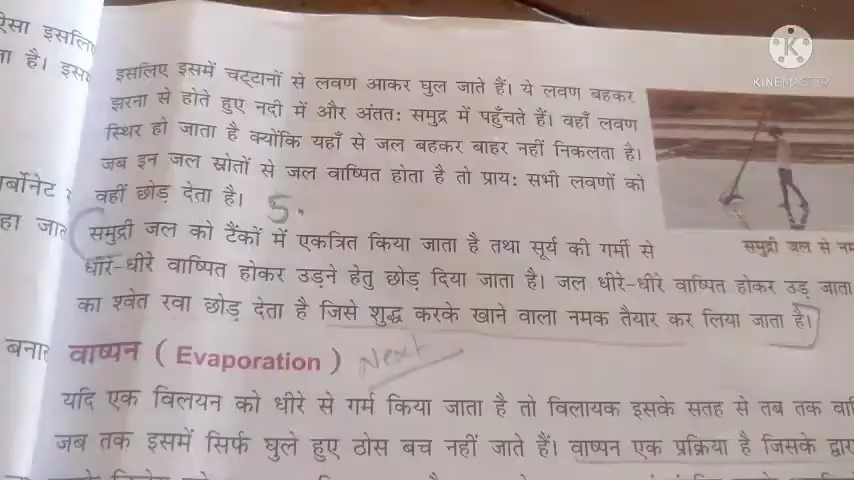 ऐसा इसलिए
ता है। इस
र्बोनेट
हा जात
बनाने
इसलिए इसमें चट्टानों से लवण आकर घुल जाते हैं। ये लवण बहकर
झरना से होते हुए नदी में और अंततः समुद्र में पहुँचते हैं। वहाँ लवण
स्थिर हो जाता है क्योंकि यहाँ से जल बहकर बाहर नहीं निकलता है।
जब इन जल स्रोतों से जल वाष्पित होता है तो प्रायः सभी लवणों को
वहीं छोड़ देता है।
5.
समुद्री जल को टैंकों में एकत्रित किया जाता है तथा सूर्य की गर्मी से
धीरे-धीरे वाष्पित होकर उड़ने हेतु छोड़ दिया जाता है। जल धीरे-धीरे वाष्पित होकर उड़ जाता
का श्वेत रवा छोड़ देता है जिसे शुद्ध करके खाने वाला नमक तैयार कर लिया जाता है।
समुद्री जल से नम
वाष्पन ( Evaporation )
Next
यदि एक विलयन को धीरे से गर्म किया जाता है तो विलायक इसके सतह से तब तक
जब तक इसमें सिर्फ घुले हुए ठोस बच नहीं जाते हैं। वाष्पन एक प्रक्रिया है जिसके द्वार
KINEMASTER